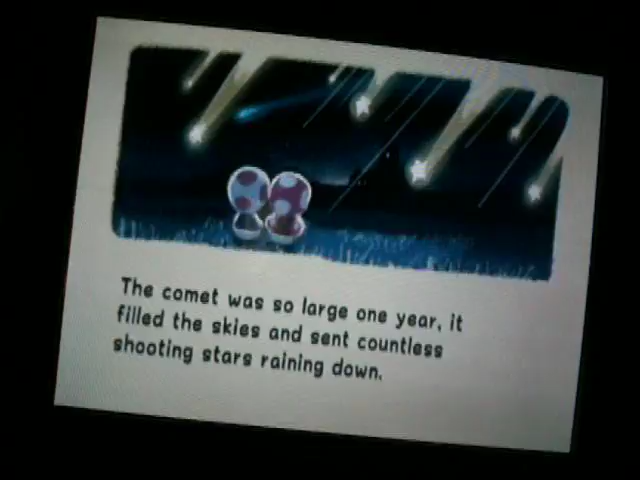 The comet was so large one year, it
filled the skies and sent countless
shooting stars raining down.